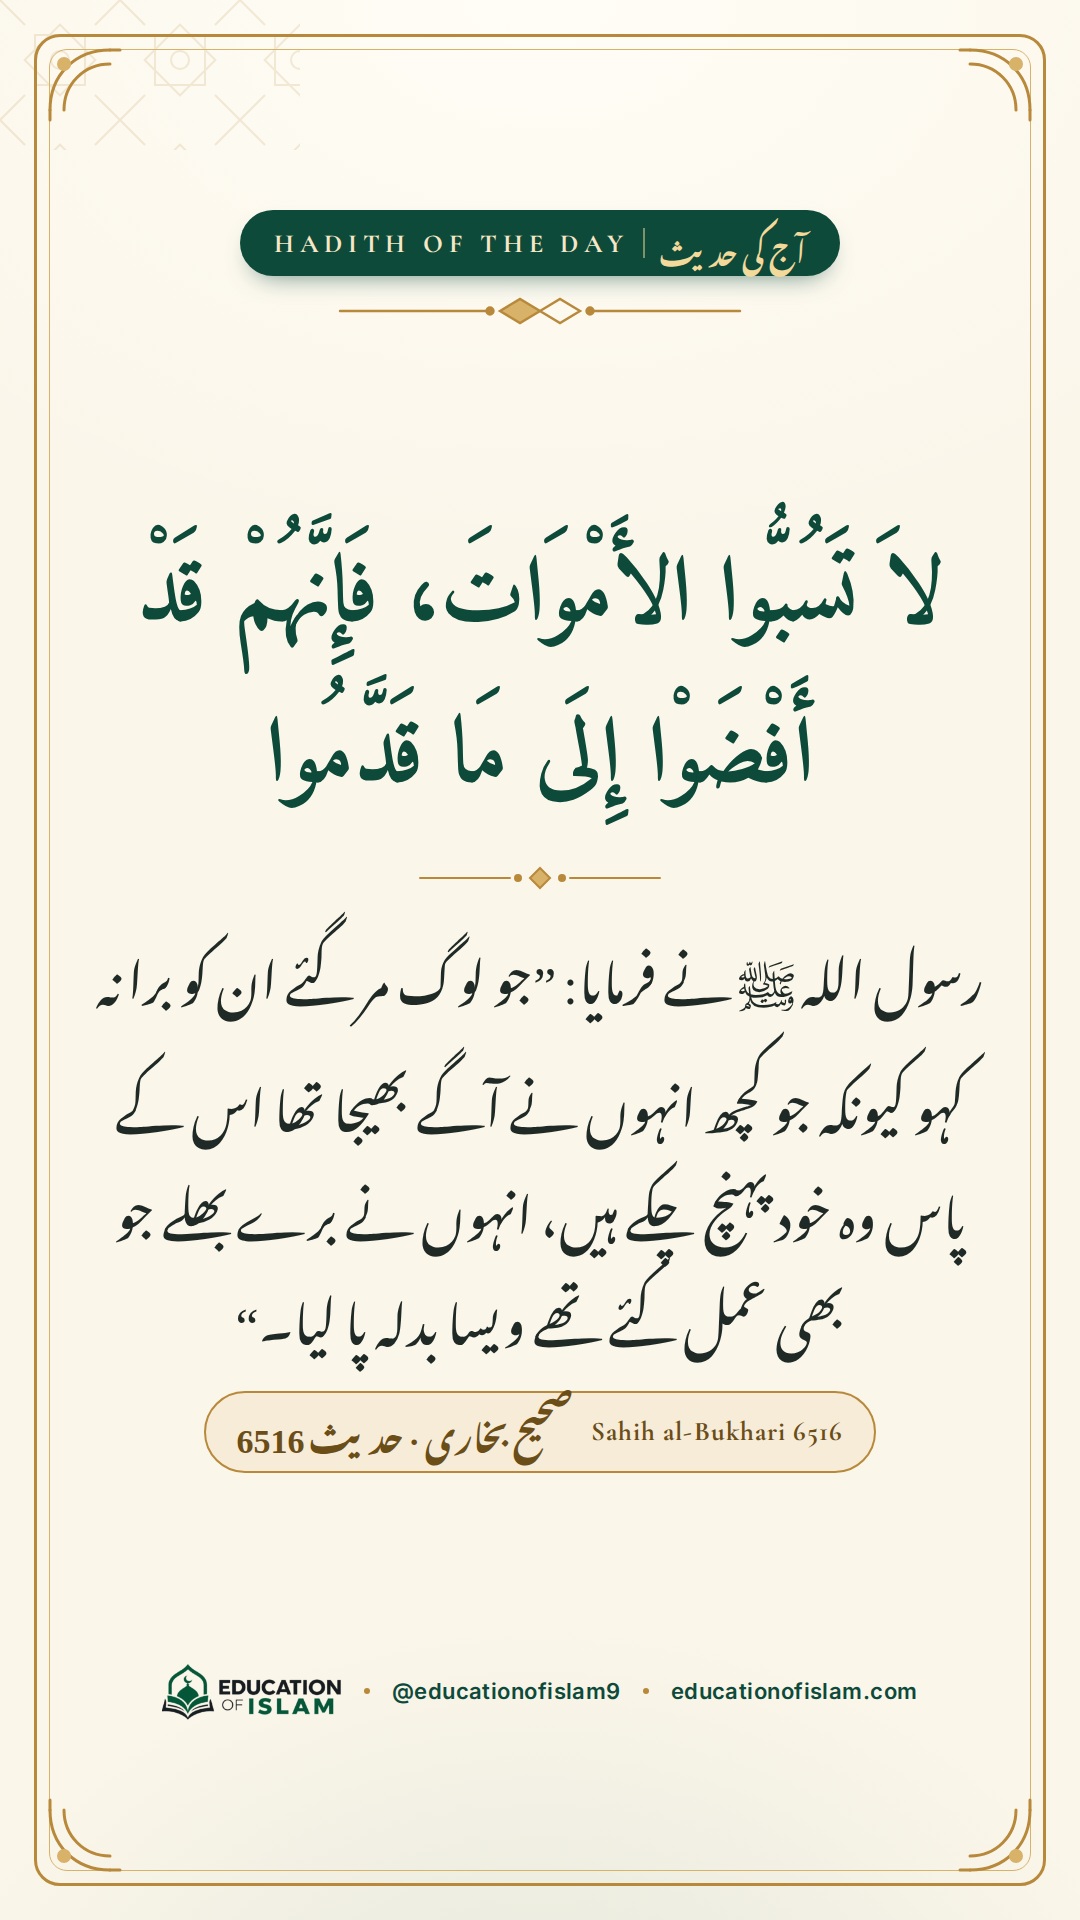 HADITH OF THE DAY | آج کی حدیث
لاَ تَسُبُّوا الأَمْوَاتَ، فَإِنَّهُمْ قَدْ
أَفْضَوْا إِلَى مَا قَدَّمُوا
رسول اللہ ﷺ نے فرمایا: ”جو لوگ مر گئے ان کو برا نہ
کہو کیونکہ جو کچھ انہوں نے آگے بھیجا تھا اس کے
پاس وہ خود پہنچ چکے ہیں، انہوں نے برے بھلے جو
بھی عمل کئے تھے ویسا بدلہ پا لیا۔“
صحیح بخاری · حدیث 6516 Sahih al-Bukhari 6516
EDUCATION OF ISLAM • @educationofislam9 • educationofislam.com